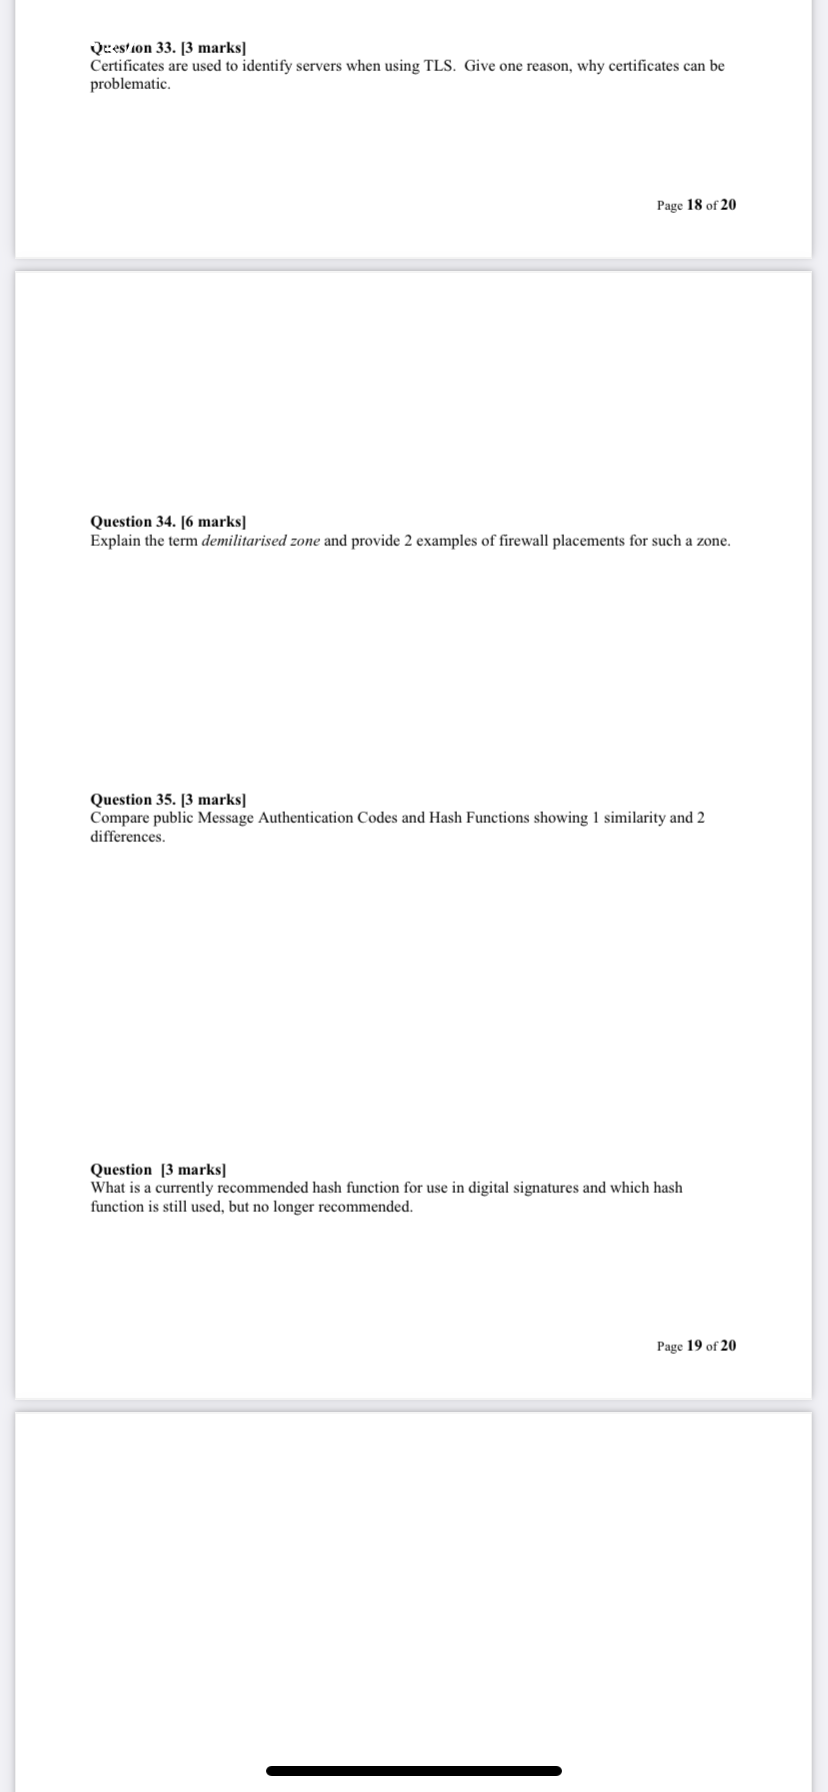 Question 33. [3 marks]
Certificates are used to identify servers when using TLS. Give one reason, why certificates can be
problematic.
Page 18 of 20
Question 34. [6 marks]
Explain the term demilitarised zone and provide 2 examples of firewall placements for such a zone.
Question 35. [3 marks]
Compare public Message Authentication Codes and Hash Functions showing 1 similarity and 2
differences.
Question [3 marks]
What is a currently recommended hash function for use in digital signatures and which hash
function is still used, but no longer recommended.
Page 19 of 20